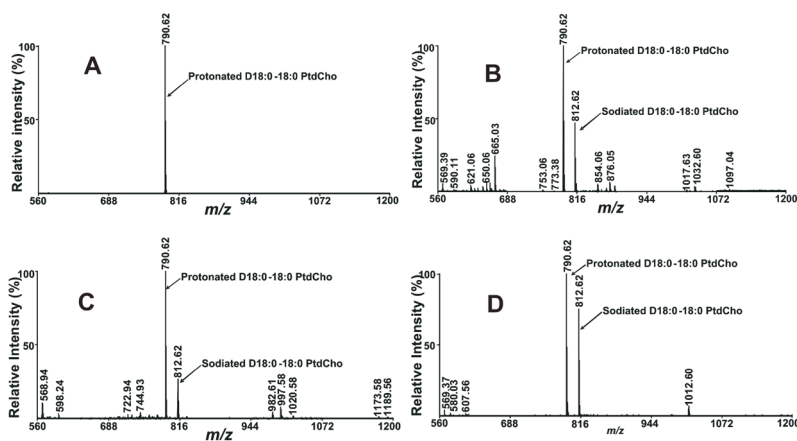 790.62
100
A
Protonated D18:0-18:0 PtdCho
50
Relative intensity (%)
560 688 816 944 1072 1200
m/z
790.62
100
B
Protonated D18:0-18:0 PtdCho
812.62
Sodiated D18:0-18:0 PtdCho
50
Relative Intensity (%)
569.39
590.11
621.06
650.06
665.03
753.06
773.38
854.06
876.05
1017.63
1032.60
1097.04
560 688 816 944 1072 1200
m/z
790.62
100
C
Protonated D18:0-18:0 PtdCho
812.62
Sodiated D18:0-18:0 PtdCho
50
Relative Intensity (%)
568.94
598.24
722.94
744.93
982.61
997.58
1020.58
1173.58
1189.56
560 688 816 944 1072 1200
m/z
790.62
100
D
Protonated D18:0-18:0 PtdCho
812.62
Sodiated D18:0-18:0 PtdCho
50
Relative Intensity (%)
569.37
580.03
607.56
1012.60
560 688 816 944 1072 1200
m/z